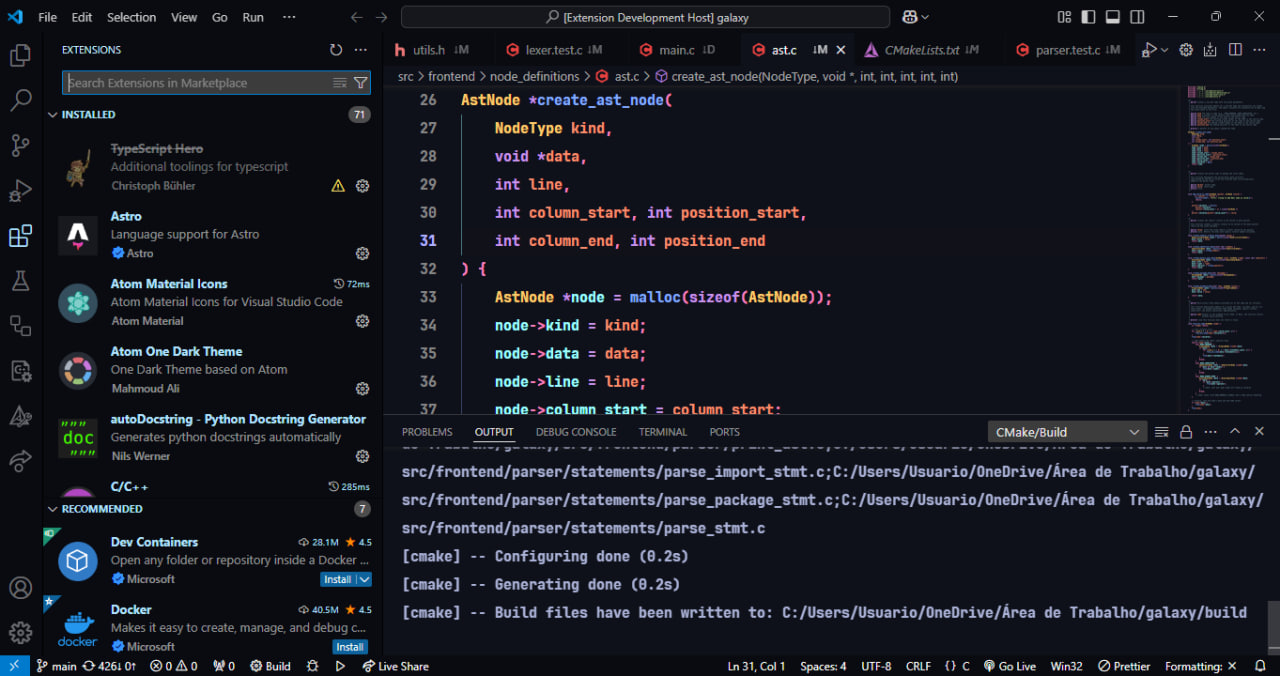 File Edit Selection View Go Run ··· [Extension Development Host] galaxy
EXTENSIONS
Search Extensions in Marketplace
INSTALLED 71
TypeScript Hero
Additional toolings for typescript
Christoph Bühler
Astro
Language support for Astro
Astro
Atom Material Icons 72ms
Atom Material Icons for Visual Studio Code
Atom Material
Atom One Dark Theme
One Dark Theme based on Atom
Mahmoud Ali
autoDocstring - Python Docstring Generator
Generates python docstrings automatically
Nils Werner
C/C++ 285ms
RECOMMENDED 7
Dev Containers 28.1M 4.5
Open any folder or repository inside a Docker ...
Microsoft Install
Docker 40.5M 4.5
Makes it easy to create, manage, and debug c...
Microsoft Install
utils.h ↓M lexer.test.c ↓M main.c ↓D ast.c ↓M CMakeLists.txt ↓M parser.test.c ↓M
src > frontend > node_definitions > ast.c > create_ast_node(NodeType, void *, int, int, int, int, int)
26 AstNode *create_ast_node(
27 NodeType kind,
28 void *data,
29 int line,
30 int column_start, int position_start,
31 int column_end, int position_end
32 ) {
33 AstNode *node = malloc(sizeof(AstNode));
34 node->kind = kind;
35 node->data = data;
36 node->line = line;
37 node->column_start = column_start;
PROBLEMS OUTPUT DEBUG CONSOLE TERMINAL PORTS CMake/Build
src/frontend/parser/statements/parse_import_stmt.c;C:/Users/Usuario/OneDrive/Área de Trabalho/galaxy/
src/frontend/parser/statements/parse_package_stmt.c;C:/Users/Usuario/OneDrive/Área de Trabalho/galaxy/
src/frontend/parser/statements/parse_stmt.c
[cmake] -- Configuring done (0.2s)
[cmake] -- Generating done (0.2s)
[cmake] -- Build files have been written to: C:/Users/Usuario/OneDrive/Área de Trabalho/galaxy/build
main 426↓ 0↑ 0 0 0 Build Live Share Ln 31, Col 1 Spaces: 4 UTF-8 CRLF {} C Go Live Win32 Prettier Formatting: ✕